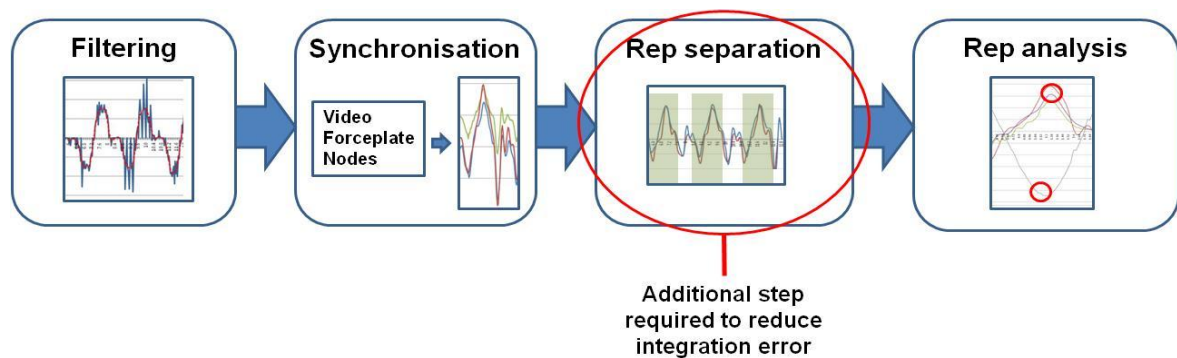 Filtering
Synchronisation
Video
Forceplate
Nodes
Rep separation
Rep analysis
Additional step
required to reduce
integration error